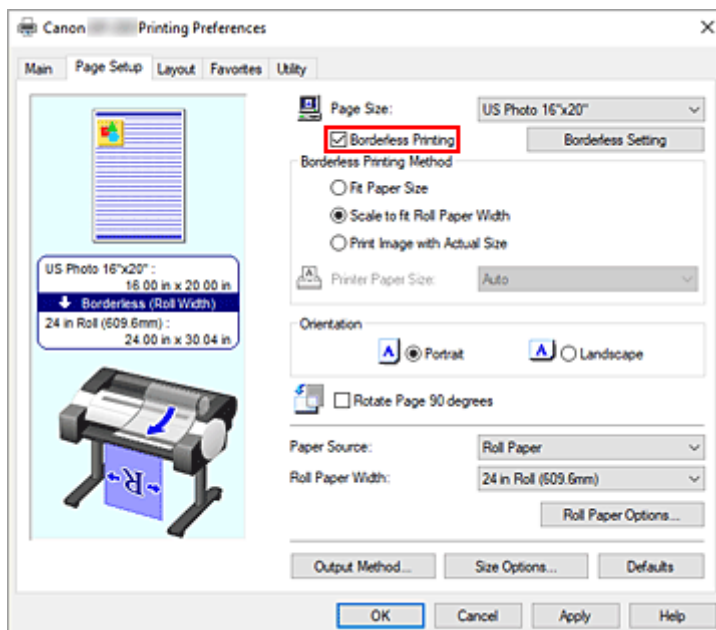 Canon Printing Preferences
Main Page Setup Layout Favorites Utility
US Photo 16"x20" :
16.00 in x 20.00 in
Borderless (Roll Width)
24 in Roll (609.6mm) :
24.00 in x 30.04 in
R
Page Size: US Photo 16"x20"
Borderless Printing Borderless Setting
Borderless Printing Method
Fit Paper Size
Scale to fit Roll Paper Width
Print Image with Actual Size
Printer Paper Size: Auto
Orientation
A Portrait A Landscape
Rotate Page 90 degrees
Paper Source: Roll Paper
Roll Paper Width: 24 in Roll (609.6mm)
Roll Paper Options...
Output Method... Size Options... Defaults
OK Cancel Apply Help